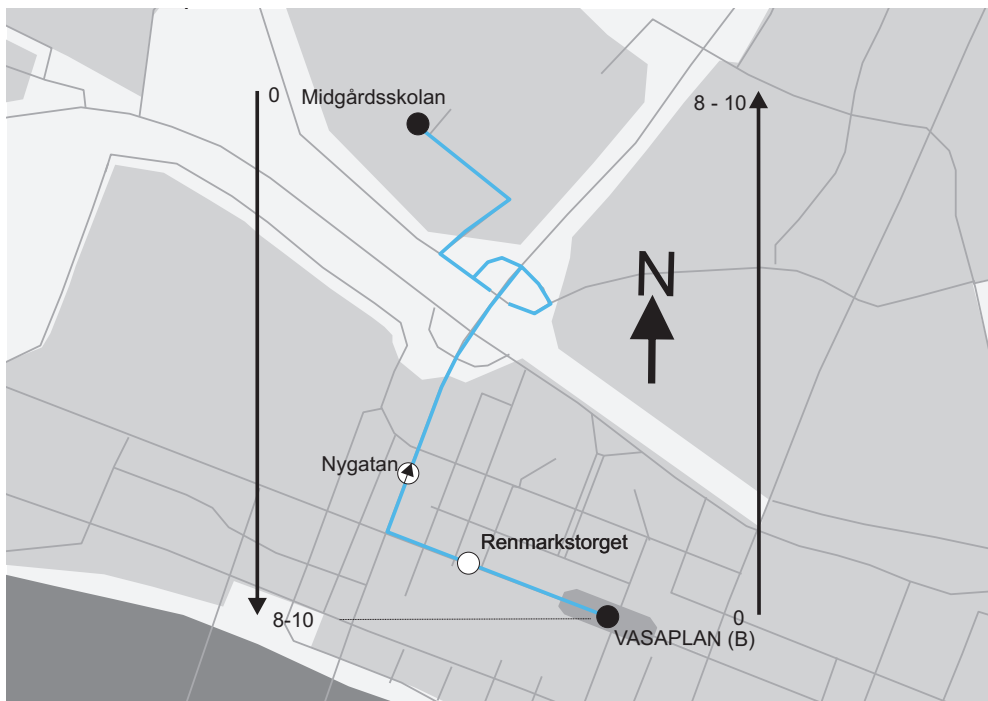 0
Midgårdsskolan
8 - 10
N
Nygatan
Renmarkstorget
8-10
0
VASAPLAN (B)